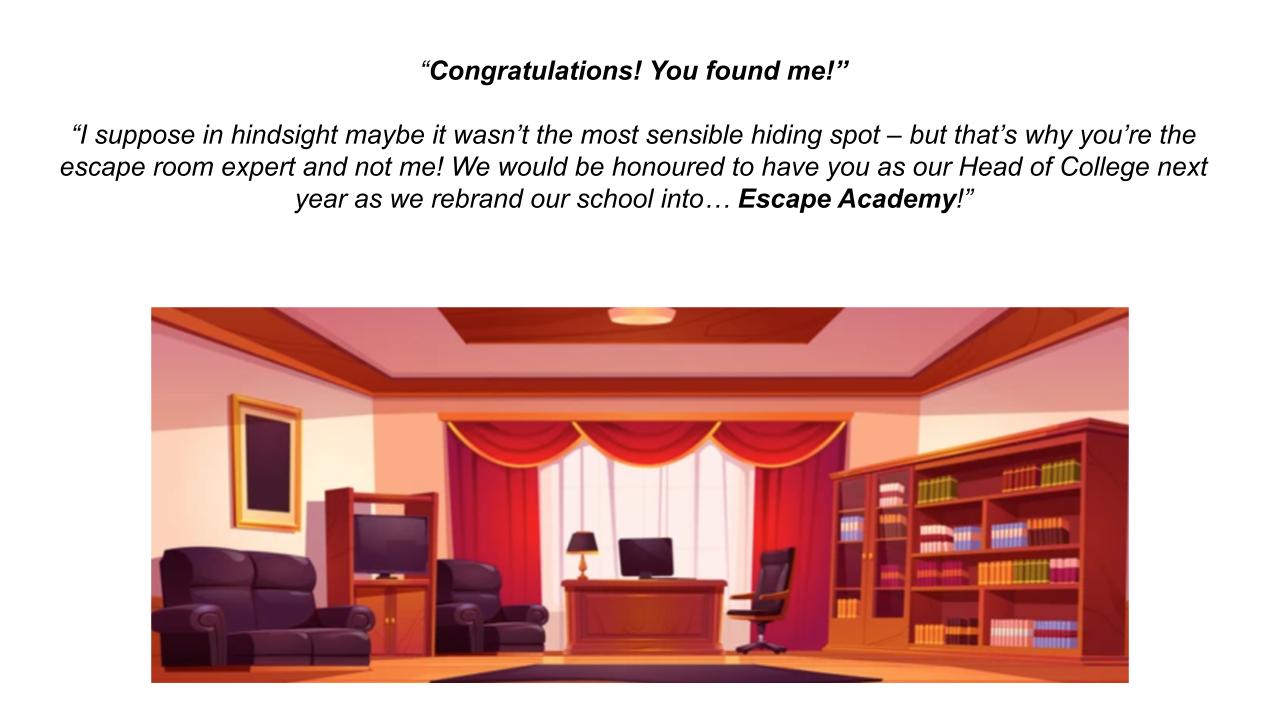 “Congratulations! You found me!”
“I suppose in hindsight maybe it wasn’t the most sensible hiding spot – but that’s why you’re the
escape room expert and not me! We would be honoured to have you as our Head of College next
year as we rebrand our school into… Escape Academy!”